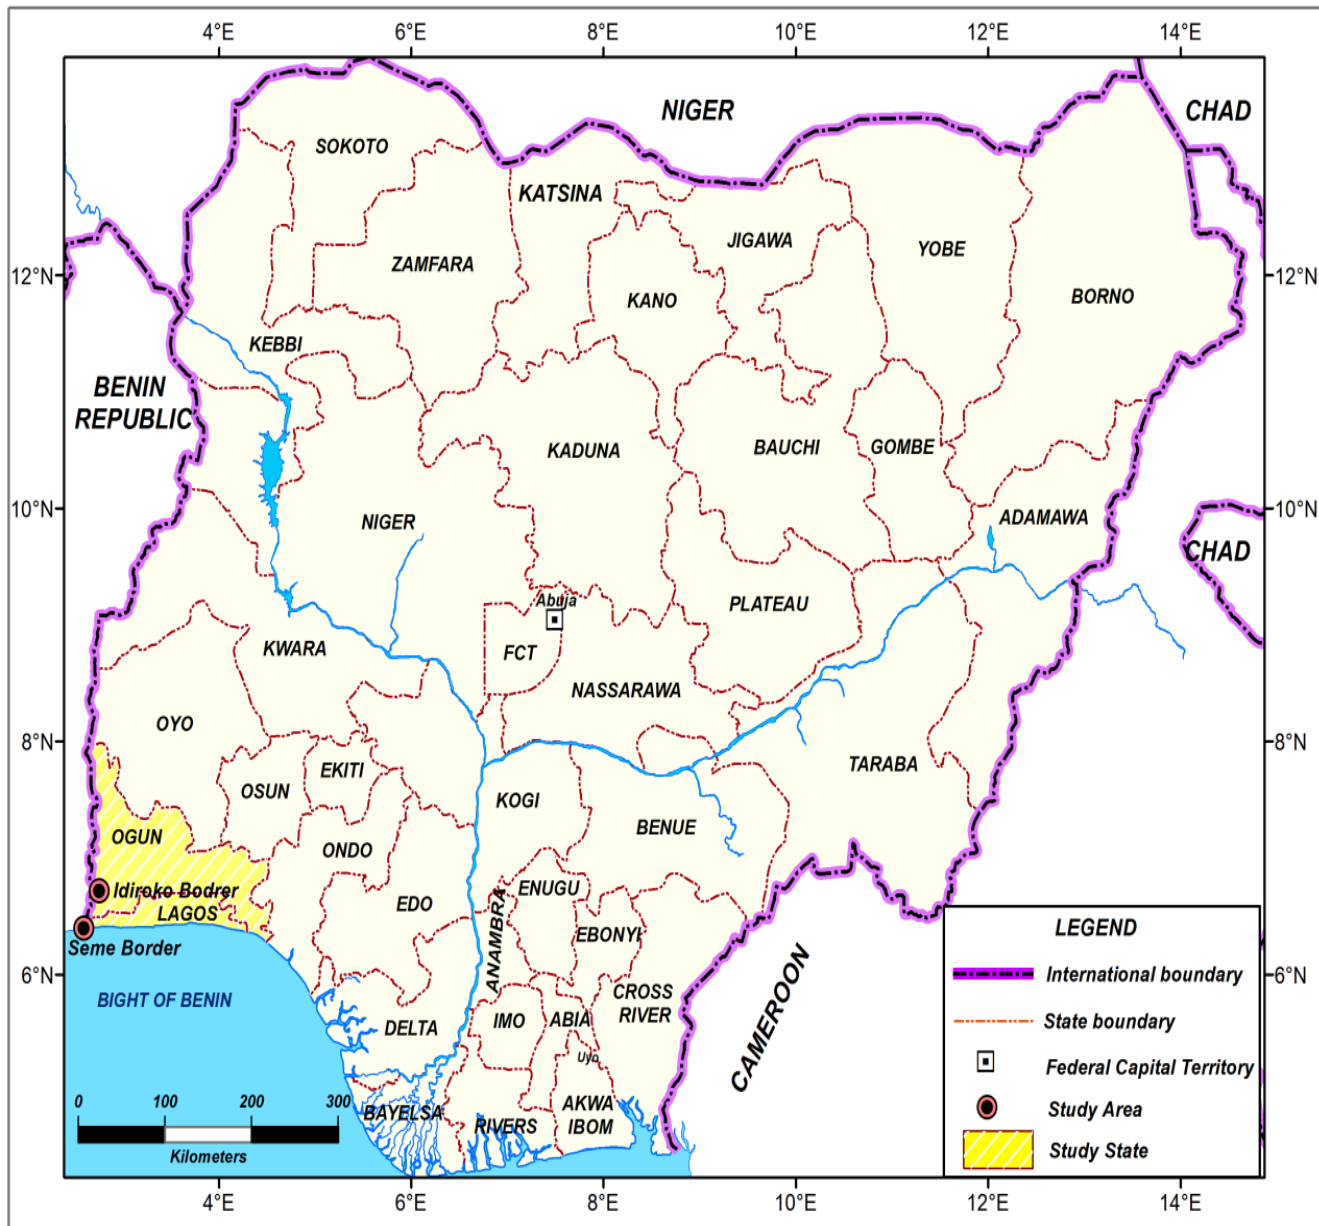 4°E 6°E 8°E 10°E 12°E 14°E
NIGER
CHAD
SOKOTO
KATSINA
JIGAWA
YOBE
ZAMFARA
12°N
12°N
KANO
BORNO
KEBBI
BENIN
REPUBLIC
KADUNA
BAUCHI
GOMBE
10°N
10°N
NIGER
ADAMAWA
CHAD
Abuja
PLATEAU
KWARA
FCT
NASSARAWA
OYO
8°N
8°N
EKITI
TARABA
OSUN
KOGI
BENUE
OGUN
ONDO
Idiroko Bodrer
ENUGU
EDO
LAGOS
ANAMBRA
EBONYI
Seme Border
6°N
6°N
BIGHT OF BENIN
CROSS
RIVER
IMO
ABIA
DELTA
Uyo
CAMEROON
BAYELSA
RIVERS
AKWA
IBOM
0 100 200 300
Kilometers
LEGEND
International boundary
State boundary
Federal Capital Territory
Study Area
Study State
4°E 6°E 8°E 10°E 12°E 14°E